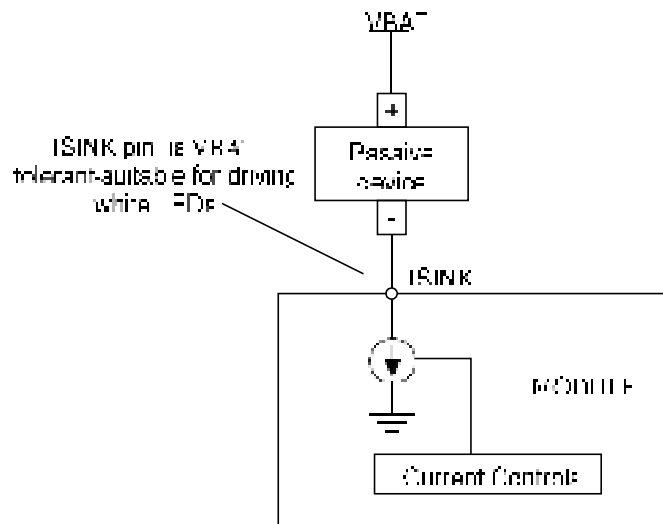 VBAT
+
ISINK pin is VBAT
tolerant-suitable for driving
white LEDs
Passive
device
-
ISINK
MODULE
Current Controls